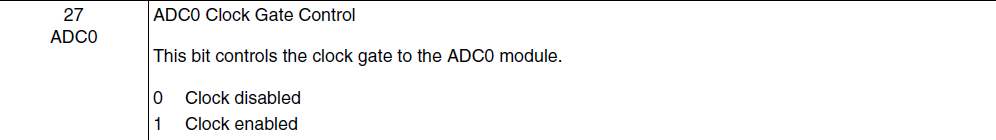 27
ADC0
ADC0 Clock Gate Control
This bit controls the clock gate to the ADC0 module.
0 Clock disabled
1 Clock enabled